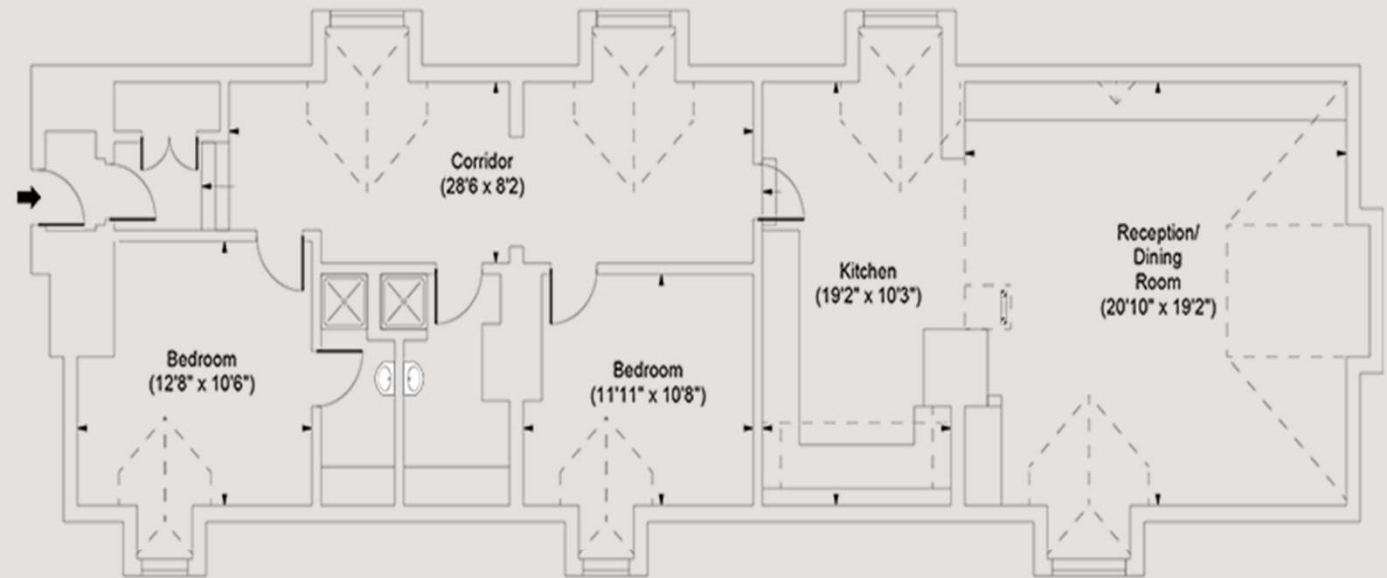 Corridor
(28'6 x 8'2)
Reception/
Dining
Room
(20'10" x 19'2")
Kitchen
(19'2" x 10'3")
Bedroom
(12'8" x 10'6")
Bedroom
(11'11" x 10'8")